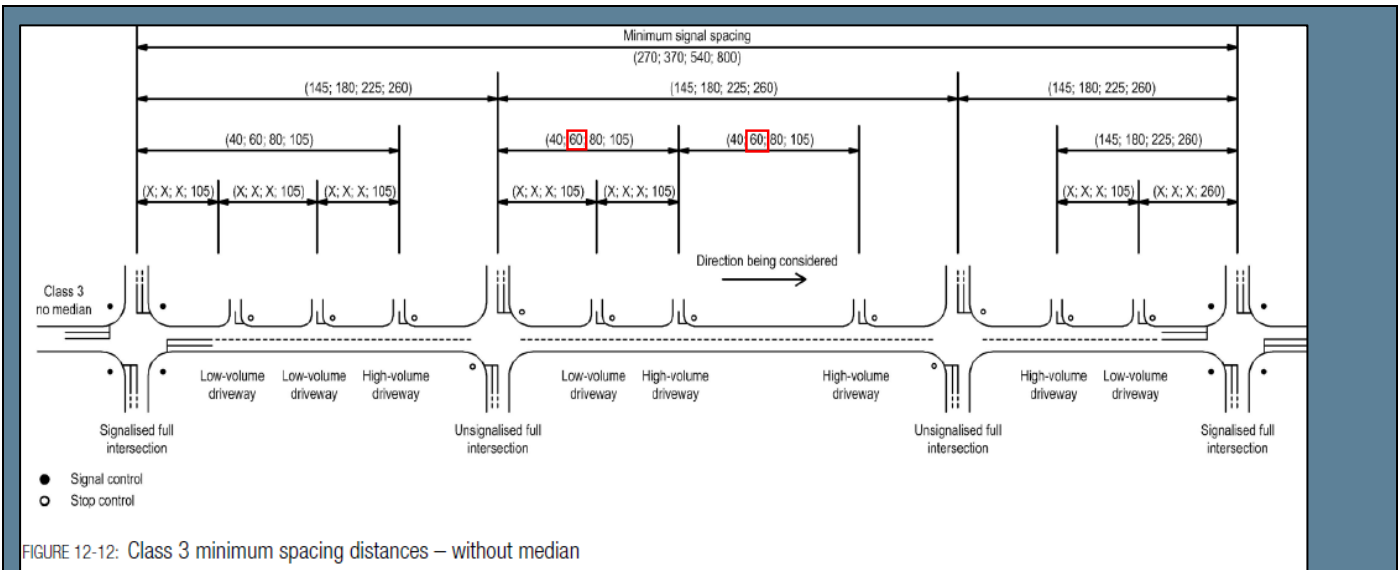 Minimum signal spacing
(270; 370; 540; 800)
(145; 180; 225; 260) (145; 180; 225; 260) (145; 180; 225; 260)
(40; 60; 80; 105) (40; 60; 80; 105) (40; 60; 80; 105) (145; 180; 225; 260)
(X; X; X; 105) (X; X; X; 105) (X; X; X; 105) (X; X; X; 105) (X; X; X; 105) (X; X; X; 105) (X; X; X; 260)
Direction being considered
Class 3
no median
Low-volume
driveway
Low-volume
driveway
High-volume
driveway
Low-volume
driveway
High-volume
driveway
High-volume
driveway
High-volume
driveway
Low-volume
driveway
Signalised full
intersection
Unsignalised full
intersection
Unsignalised full
intersection
Signalised full
intersection
Signal control
Stop control
FIGURE 12-12: Class 3 minimum spacing distances – without median